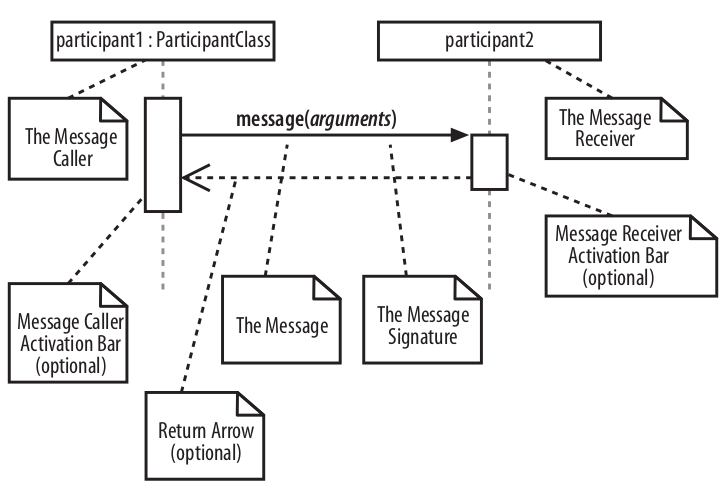 participant1 : ParticipantClass
participant2
The Message
Caller
message(arguments)
The Message
Receiver
Message Receiver
Activation Bar
(optional)
Message Caller
Activation Bar
(optional)
The Message
The Message
Signature
Return Arrow
(optional)